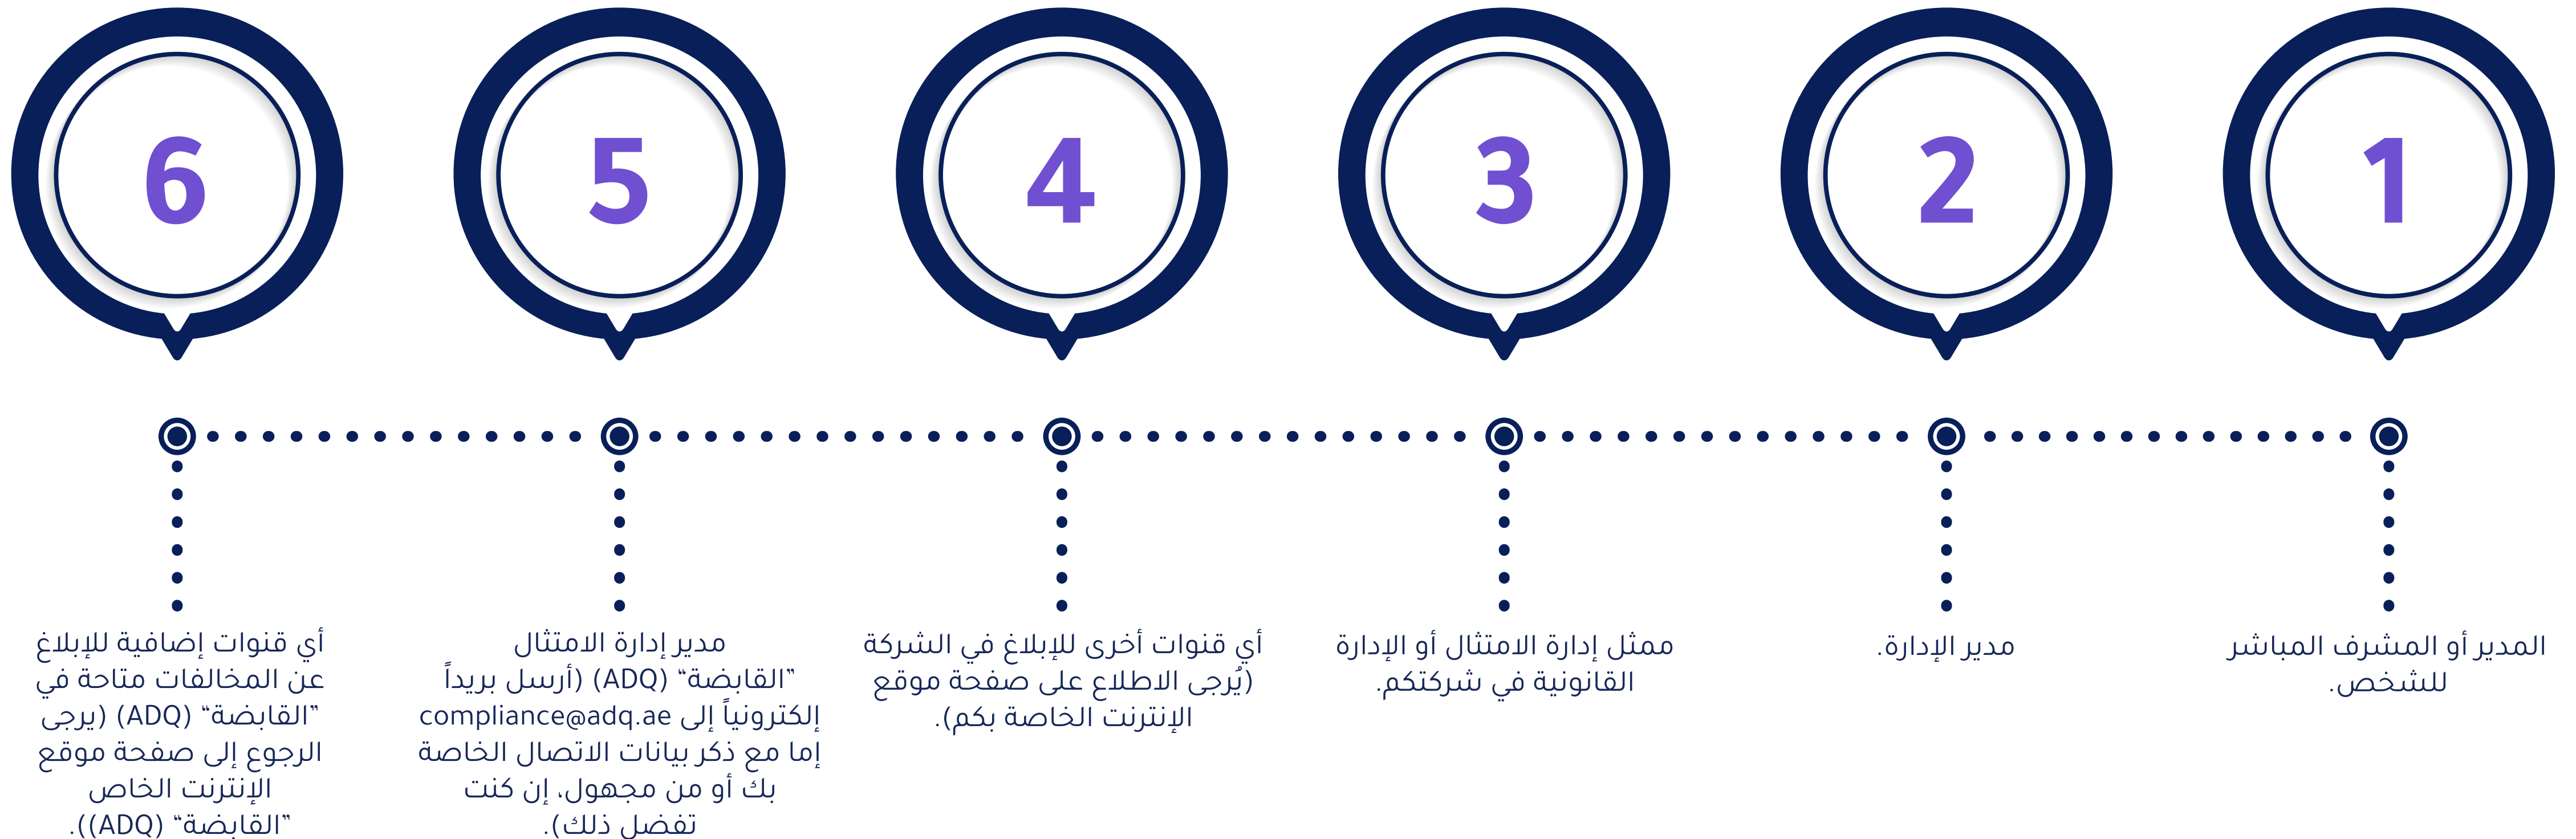 1
المدير أو المشرف المباشر
للشخص.
2
مدير الإدارة.
3
ممثل إدارة الامتثال أو الإدارة
القانونية في شركتكم.
4
أي قنوات أخرى للإبلاغ في الشركة
(يُرجى الاطلاع على صفحة موقع
الإنترنت الخاصة بكم).
5
مدير إدارة الامتثال
”القابضة“ (ADQ) (أرسل بريداً
إلكترونياً إلى compliance@adq.ae
إما مع ذكر بيانات الاتصال الخاصة
بك أو من مجهول، إن كنت
تفضل ذلك).
6
أي قنوات إضافية للإبلاغ
عن المخالفات متاحة في
”القابضة“ (ADQ) (يرجى
الرجوع إلى صفحة موقع
الإنترنت الخاص
”القابضة“ (ADQ)).